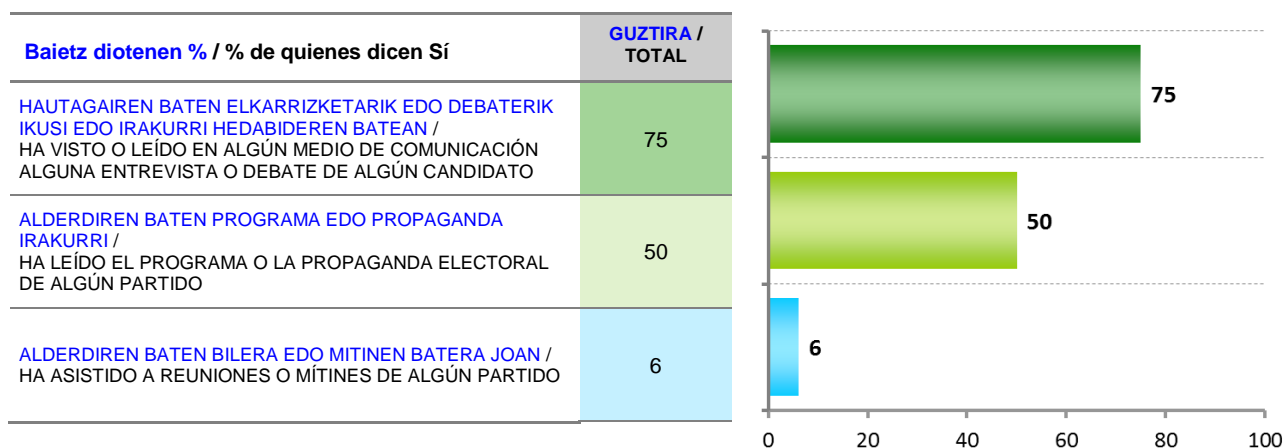 Baietz diotenen % / % de quienes dicen Sí
GUZTIRA /
TOTAL
HAUTAGAIREN BATEN ELKARRIZKETARIK EDO DEBATERIK
IKUSI EDO IRAKURRI HEDABIDEREN BATEAN /
HA VISTO O LEÍDO EN ALGÚN MEDIO DE COMUNICACIÓN
ALGUNA ENTREVISTA O DEBATE DE ALGÚN CANDIDATO
75
ALDERDIREN BATEN PROGRAMA EDO PROPAGANDA
IRAKURRI /
HA LEÍDO EL PROGRAMA O LA PROPAGANDA ELECTORAL
DE ALGÚN PARTIDO
50
ALDERDIREN BATEN BILERA EDO MITINEN BATERA JOAN /
HA ASISTIDO A REUNIONES O MÍTINES DE ALGÚN PARTIDO
6
75
50
6
0 20 40 60 80 100